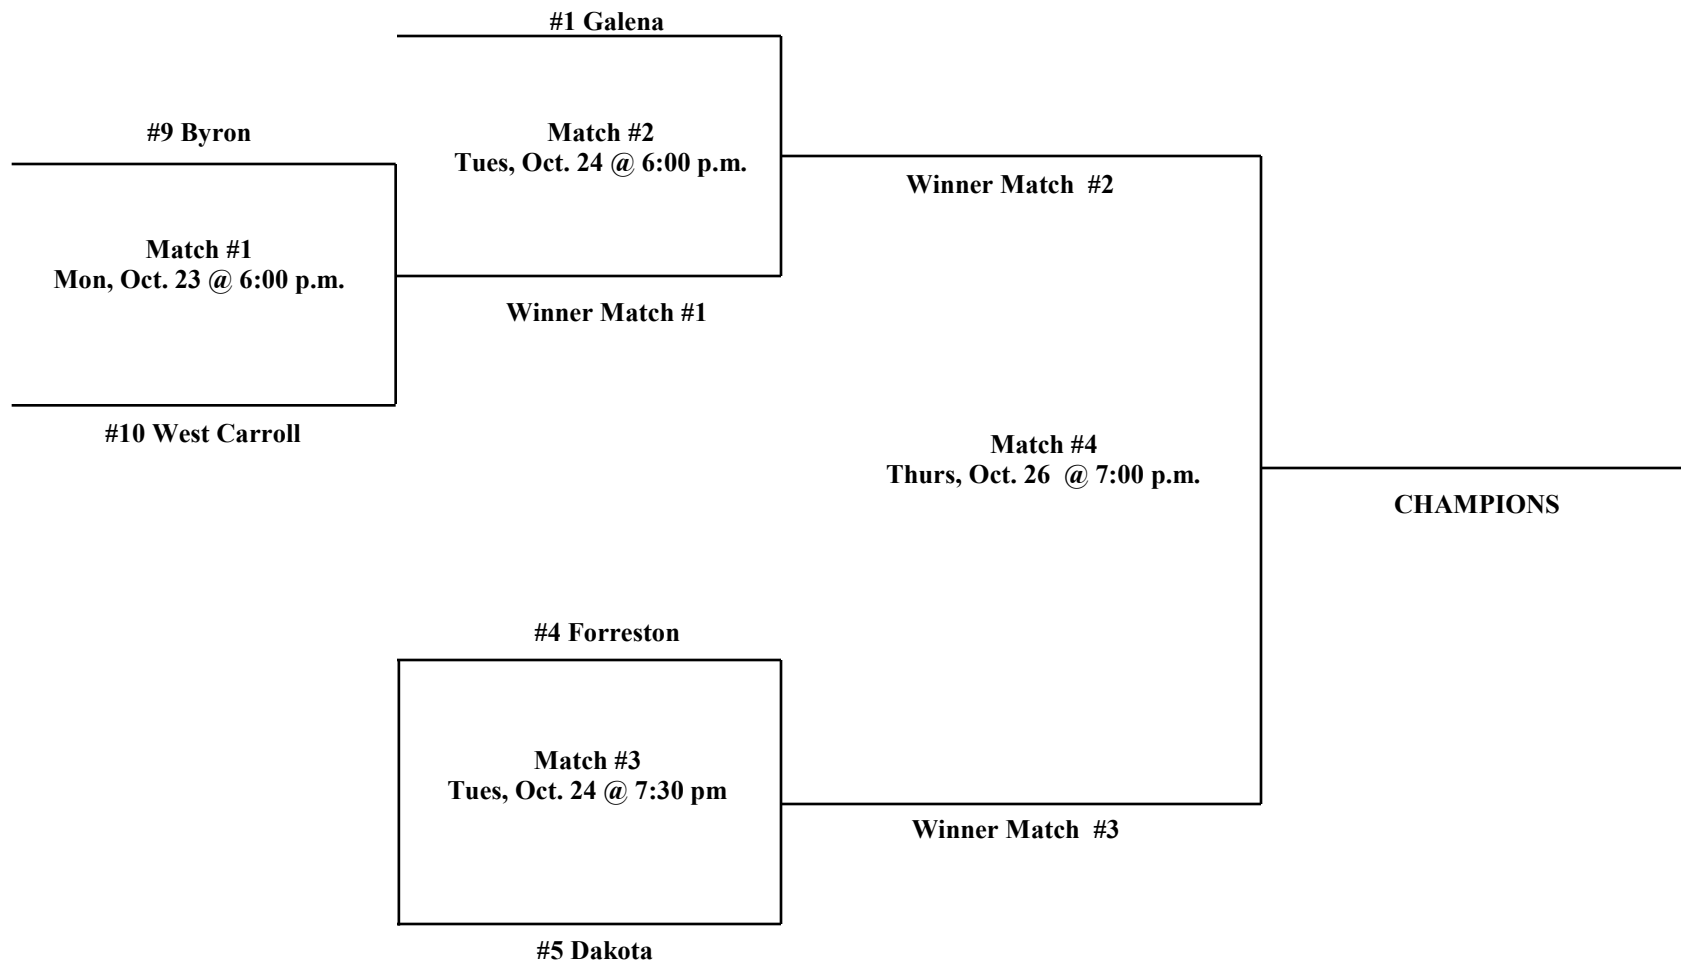 #1 Galena
#9 Byron
Match #2
Tues, Oct. 24 @ 6:00 p.m.
Winner Match  #2
Match #1
Mon, Oct. 23 @ 6:00 p.m.
Winner Match #1
#10 West Carroll
Match #4
Thurs, Oct. 26  @ 7:00 p.m.
CHAMPIONS
#4 Forreston
Match #3
Tues, Oct. 24 @ 7:30 pm
Winner Match  #3
#5 Dakota